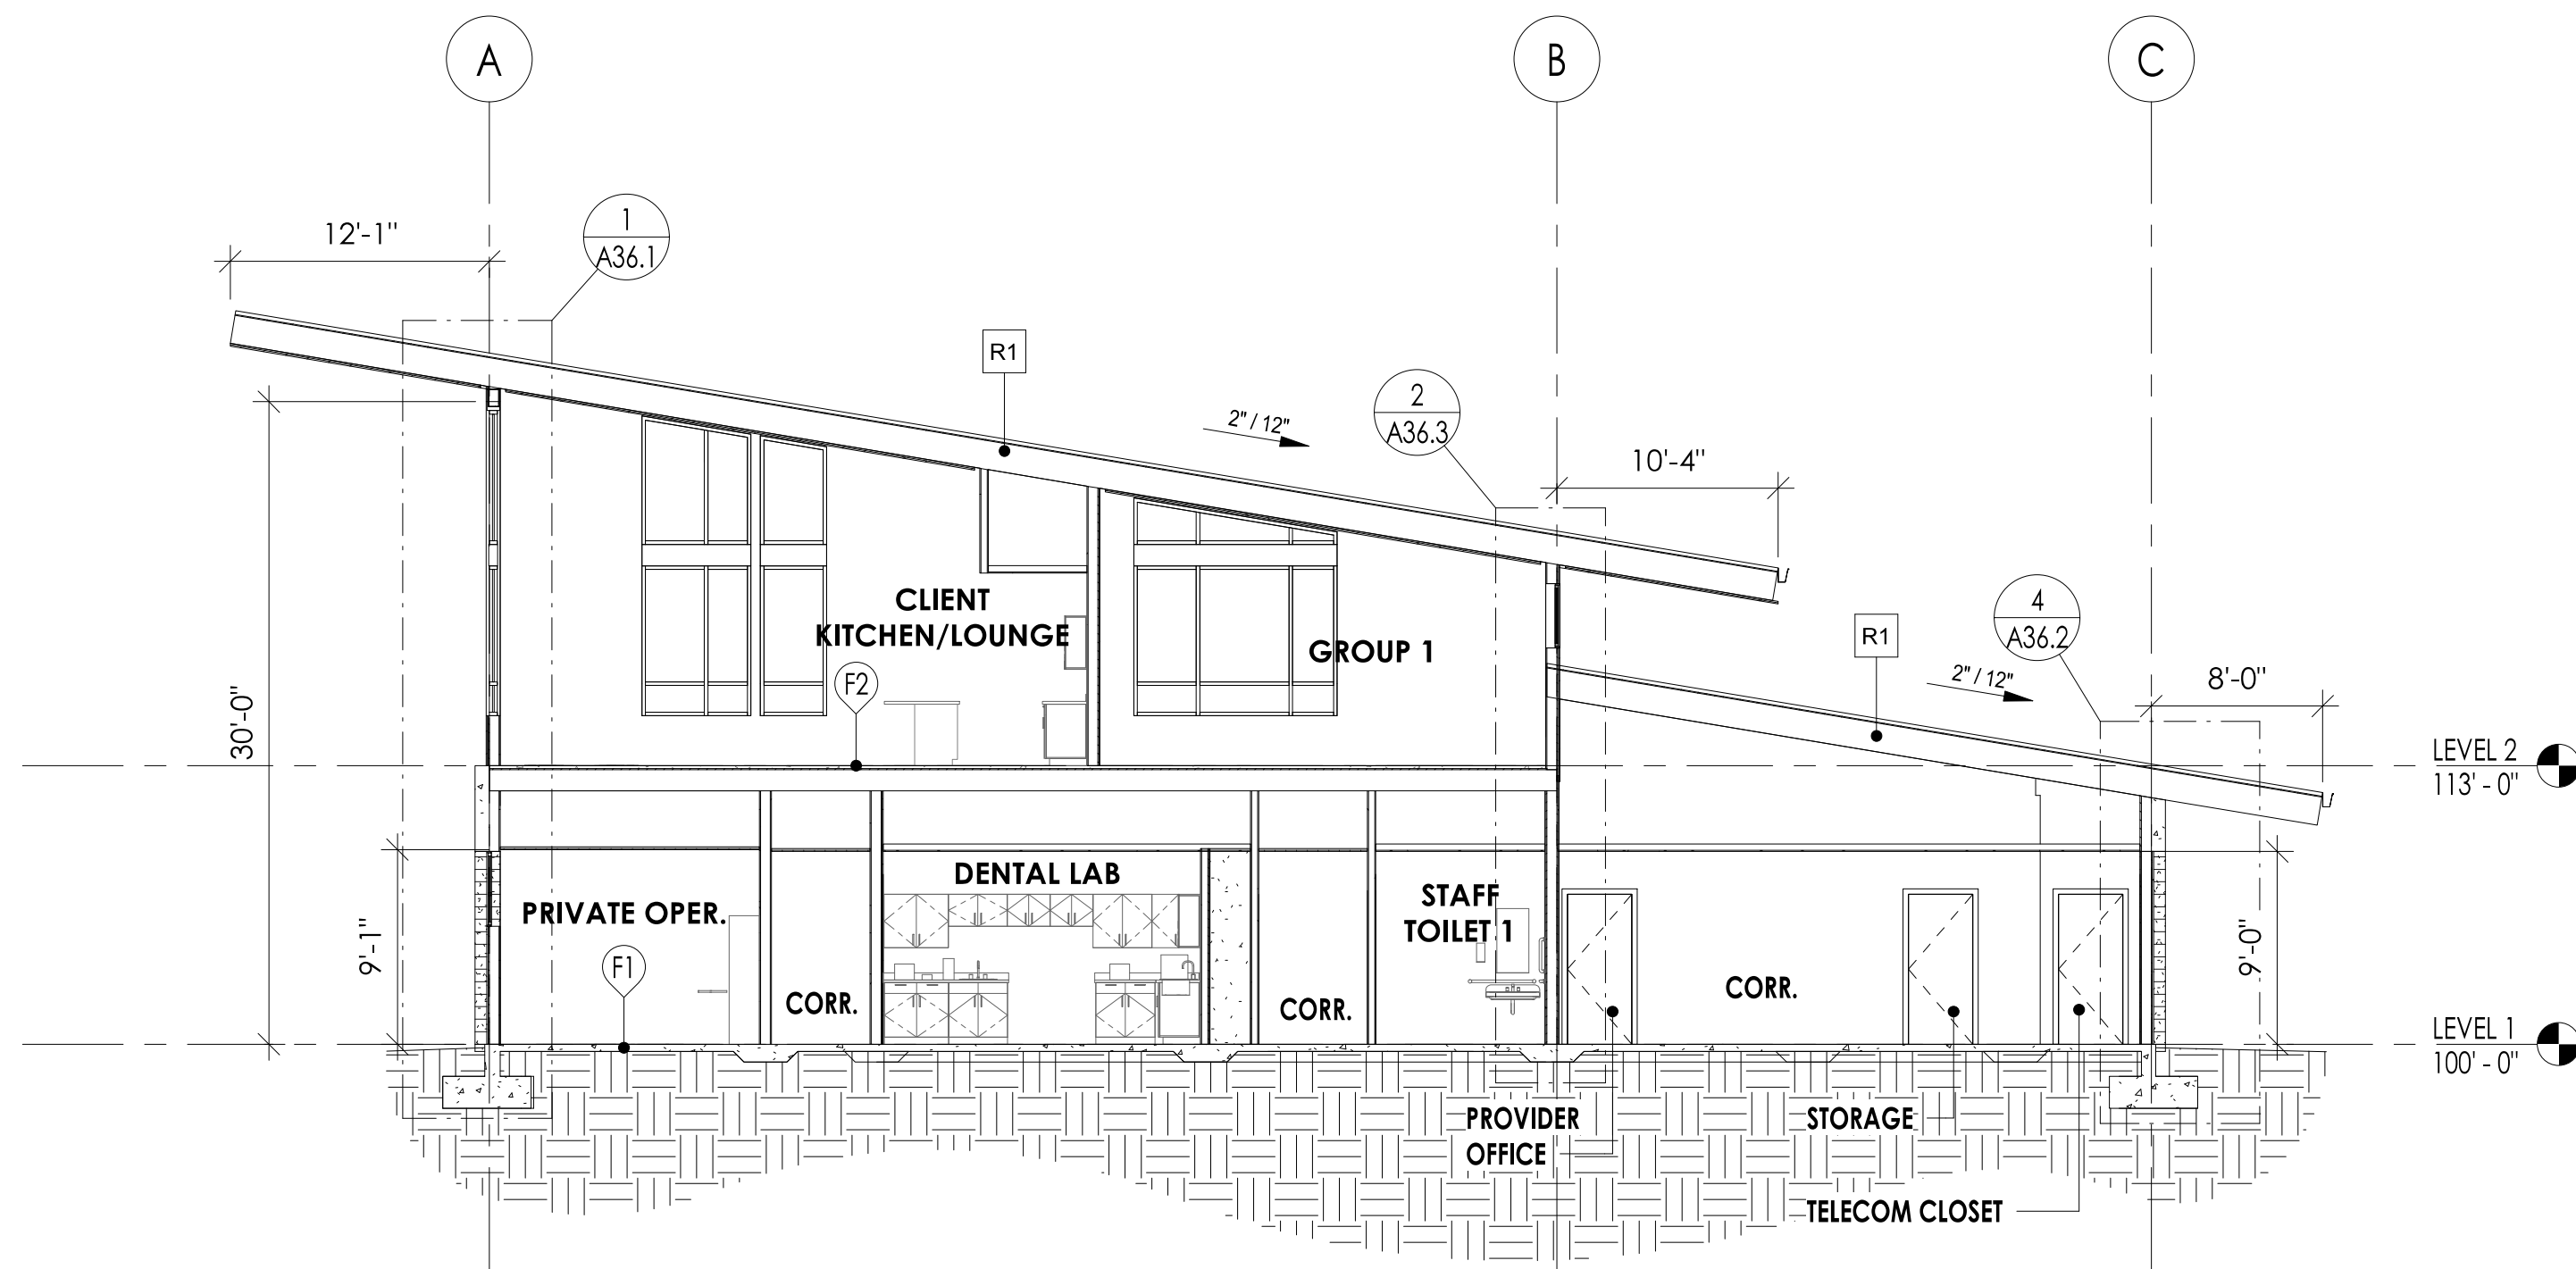 A
B
C
1
A36.1
12'-1"
R1
2" / 12"
2
A36.3
10'-4"
4
A36.2
R1
2" / 12"
8'-0"
CLIENT
KITCHEN/LOUNGE
GROUP 1
F2
30'-0"
LEVEL 2
113' - 0"
9'-1"
PRIVATE OPER.
F1
CORR.
DENTAL LAB
CORR.
STAFF
TOILET 1
CORR.
9'-0"
LEVEL 1
100' - 0"
PROVIDER
OFFICE
STORAGE
TELECOM CLOSET